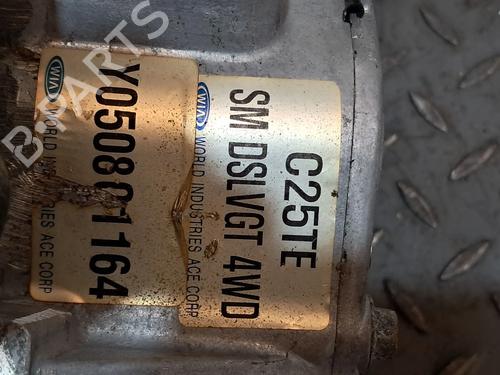 WIA
Y050801164
WORLD INDUSTRIES ACE CORP
WIA
C25TE
SM DSLVGT 4WD
WORLD INDUSTRIES ACE CORP
B-PARTS